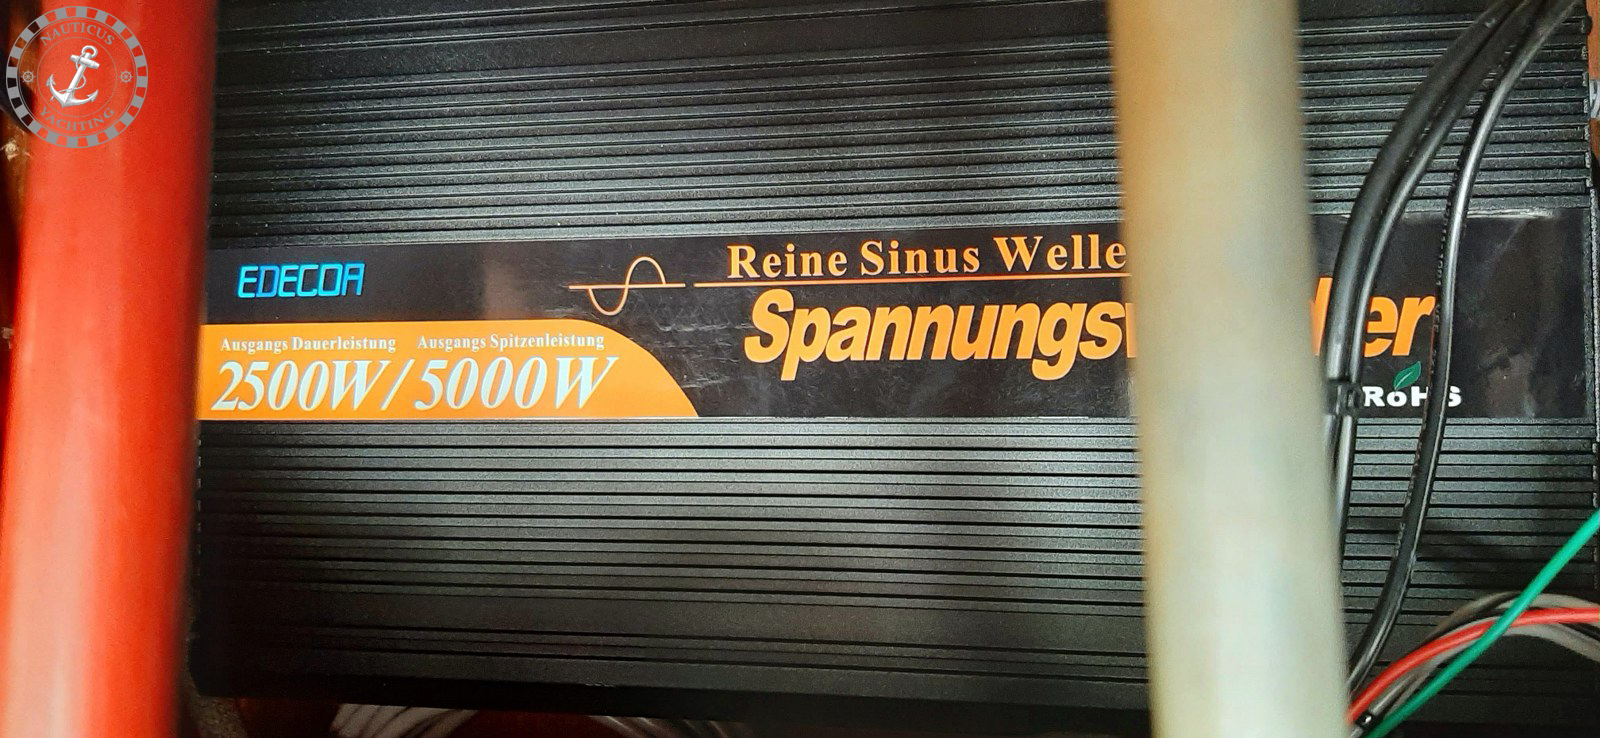 NAUTICUS
YACHTING
EDECOA
Reine Sinus Welle
Ausgangs Dauerleistung Ausgangs Spitzenleistung
2500W/5000W
RoHS